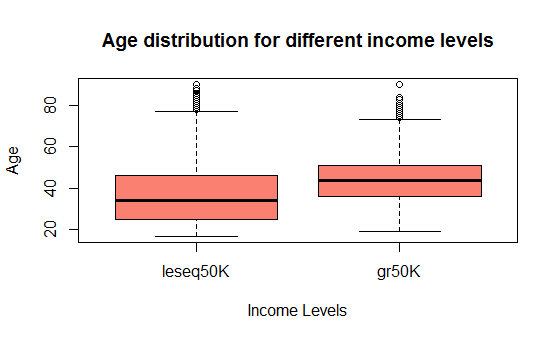 Age distribution for different income levels
Age
80
60
40
20
leseq50K
gr50K
Income Levels